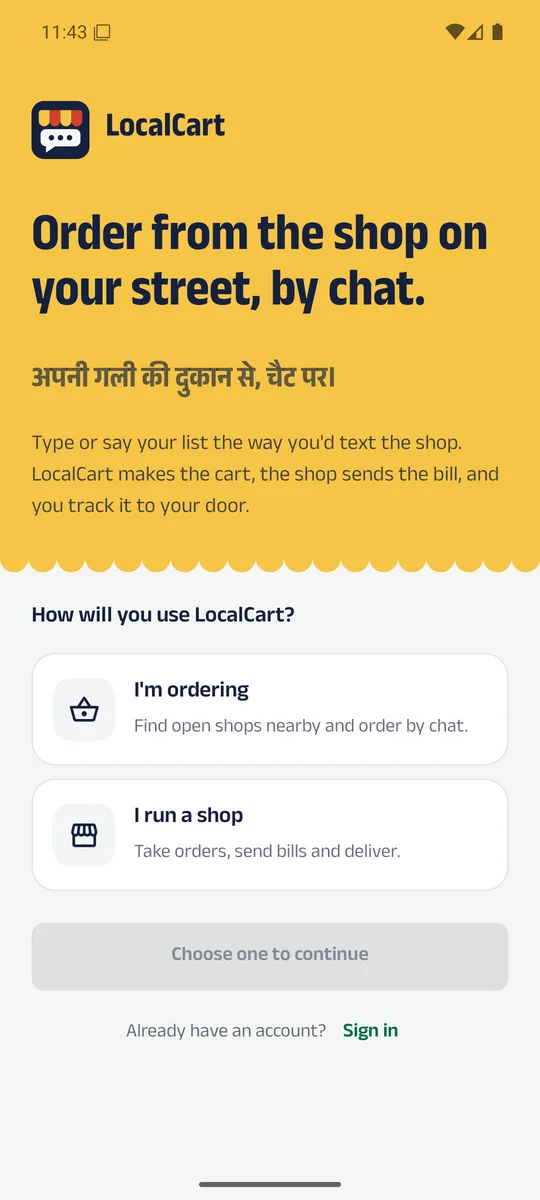 11:43
LocalCart
Order from the shop on
your street, by chat.
अपनी गली की दुकान से, चैट पर।
Type or say your list the way you'd text the shop.
LocalCart makes the cart, the shop sends the bill, and
you track it to your door.
How will you use LocalCart?
I'm ordering
Find open shops nearby and order by chat.
I run a shop
Take orders, send bills and deliver.
Choose one to continue
Already have an account? Sign in